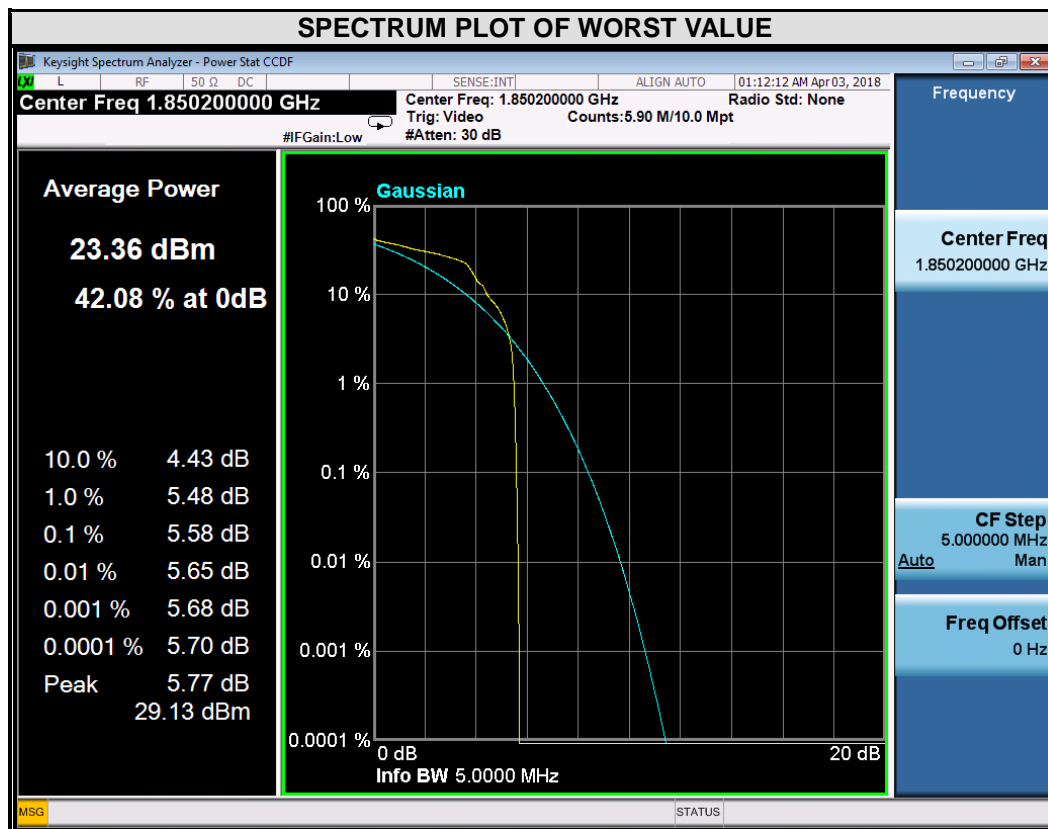 SPECTRUM PLOT OF WORST VALUE
Keysight Spectrum Analyzer - Power Stat CCDF
LXI L RF 50 Ω DC SENSE:INT ALIGN AUTO 01:12:12 AM Apr 03, 2018
Center Freq 1.850200000 GHz
Center Freq: 1.850200000 GHz Radio Std: None
Trig: Video Counts:5.90 M/10.0 Mpt
#IFGain:Low #Atten: 30 dB
Frequency
Average Power
23.36 dBm
42.08 % at 0dB
10.0 % 4.43 dB
1.0 % 5.48 dB
0.1 % 5.58 dB
0.01 % 5.65 dB
0.001 % 5.68 dB
0.0001 % 5.70 dB
Peak 5.77 dB
29.13 dBm
Gaussian
100 %
10 %
1 %
0.1 %
0.01 %
0.001 %
0.0001 %
0 dB 20 dB
Info BW 5.0000 MHz
Center Freq
1.850200000 GHz
CF Step
5.000000 MHz
Auto Man
Freq Offset
0 Hz
MSG STATUS